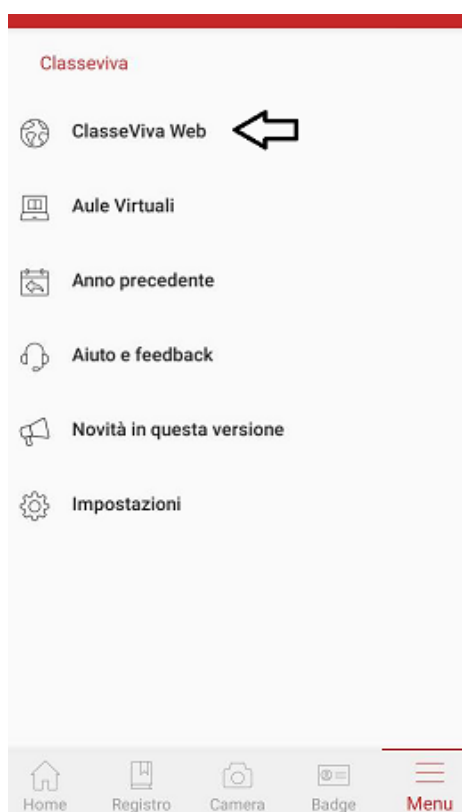 Classeviva
ClasseViva Web
Aule Virtuali
Anno precedente
Aiuto e feedback
Novità in questa versione
Impostazioni
Home Registro Camera Badge Menu